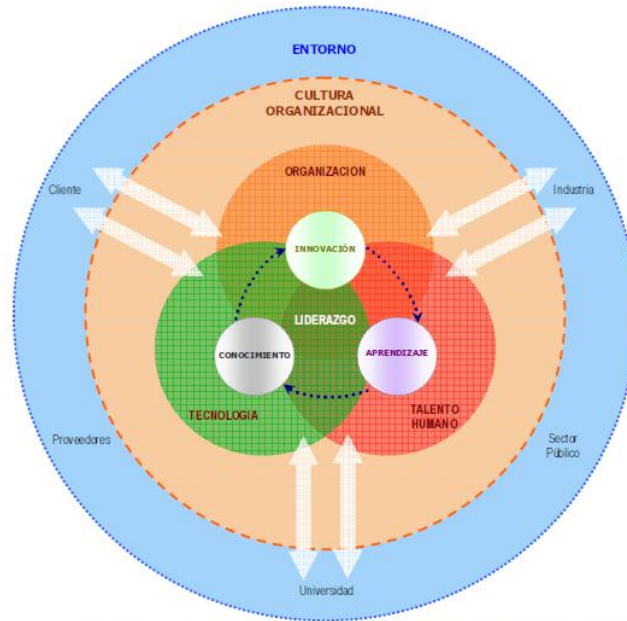 ENTORNO
CULTURA
ORGANIZACIONAL
ORGANIZACION
Cliente
Industria
INNOVACIÓN
LIDERAZGO
CONOCIMIENTO
APRENDIZAJE
TECNOLOGIA
TALENTO
HUMANO
Proveedores
Sector
Público
Universidad